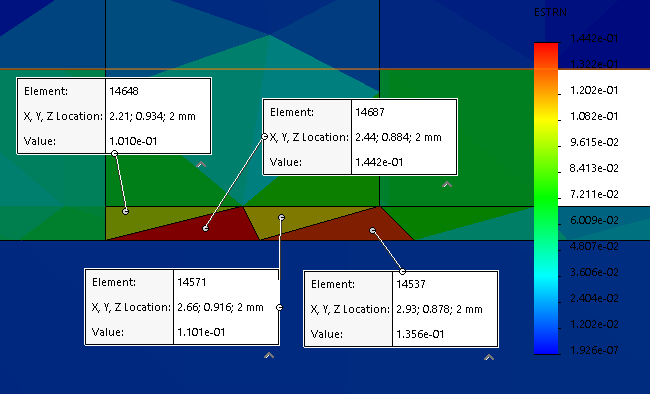 ESTRN
1.442e-01
1.322e-01
1.202e-01
1.082e-01
9.615e-02
8.413e-02
7.211e-02
6.009e-02
4.807e-02
3.606e-02
2.404e-02
1.202e-02
1.926e-07
Element: 14648
X, Y, Z Location: 2.21; 0.934; 2 mm
Value: 1.010e-01
Element: 14687
X, Y, Z Location: 2.44; 0.884; 2 mm
Value: 1.442e-01
Element: 14571
X, Y, Z Location: 2.66; 0.916; 2 mm
Value: 1.101e-01
Element: 14537
X, Y, Z Location: 2.93; 0.878; 2 mm
Value: 1.356e-01